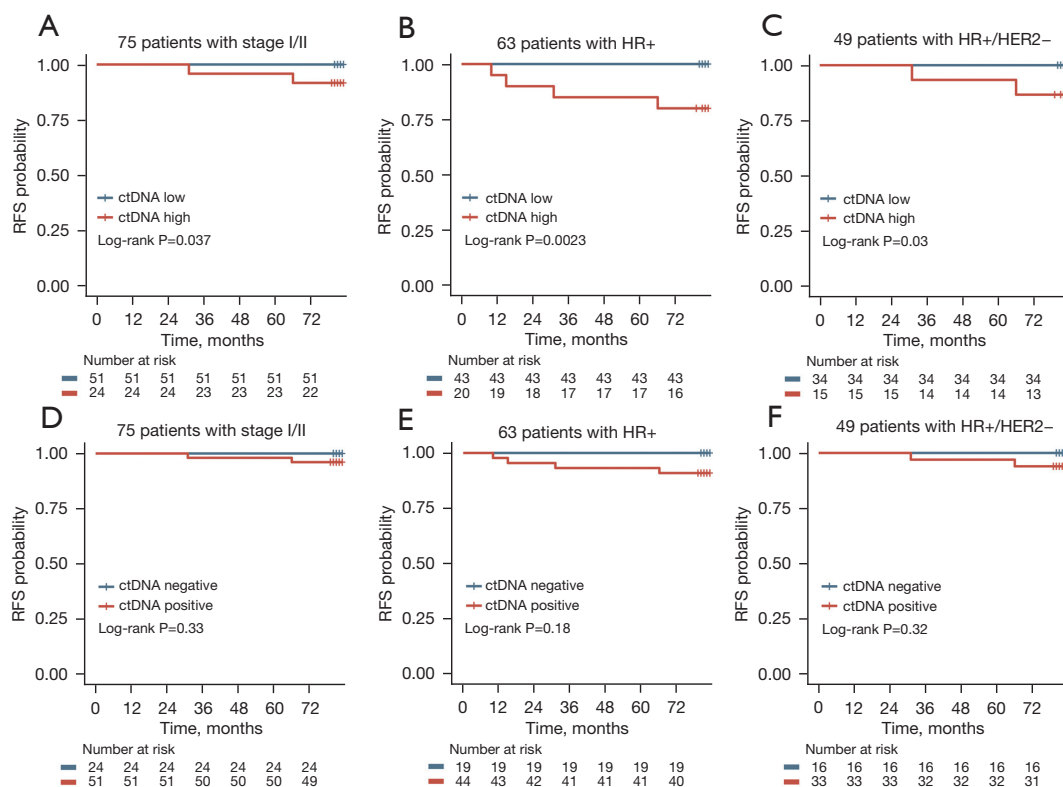 A
75 patients with stage I/II
RFS probability
1.00
0.75
0.50
0.25
0.00
ctDNA low
ctDNA high
Log-rank P=0.037
0 12 24 36 48 60 72
Time, months
Number at risk
51 51 51 51 51 51 51
24 24 24 23 23 23 22
B
63 patients with HR+
RFS probability
1.00
0.75
0.50
0.25
0.00
ctDNA low
ctDNA high
Log-rank P=0.0023
0 12 24 36 48 60 72
Time, months
Number at risk
43 43 43 43 43 43 43
20 19 18 17 17 17 16
C
49 patients with HR+/HER2−
RFS probability
1.00
0.75
0.50
0.25
0.00
ctDNA low
ctDNA high
Log-rank P=0.03
0 12 24 36 48 60 72
Time, months
Number at risk
34 34 34 34 34 34 34
15 15 15 14 14 14 13
D
75 patients with stage I/II
RFS probability
1.00
0.75
0.50
0.25
0.00
ctDNA negative
ctDNA positive
Log-rank P=0.33
0 12 24 36 48 60 72
Time, months
Number at risk
24 24 24 24 24 24 24
51 51 51 50 50 50 49
E
63 patients with HR+
RFS probability
1.00
0.75
0.50
0.25
0.00
ctDNA negative
ctDNA positive
Log-rank P=0.18
0 12 24 36 48 60 72
Time, months
Number at risk
19 19 19 19 19 19 19
44 43 42 41 41 41 40
F
49 patients with HR+/HER2−
RFS probability
1.00
0.75
0.50
0.25
0.00
ctDNA negative
ctDNA positive
Log-rank P=0.32
0 12 24 36 48 60 72
Time, months
Number at risk
16 16 16 16 16 16 16
33 33 33 32 32 32 31